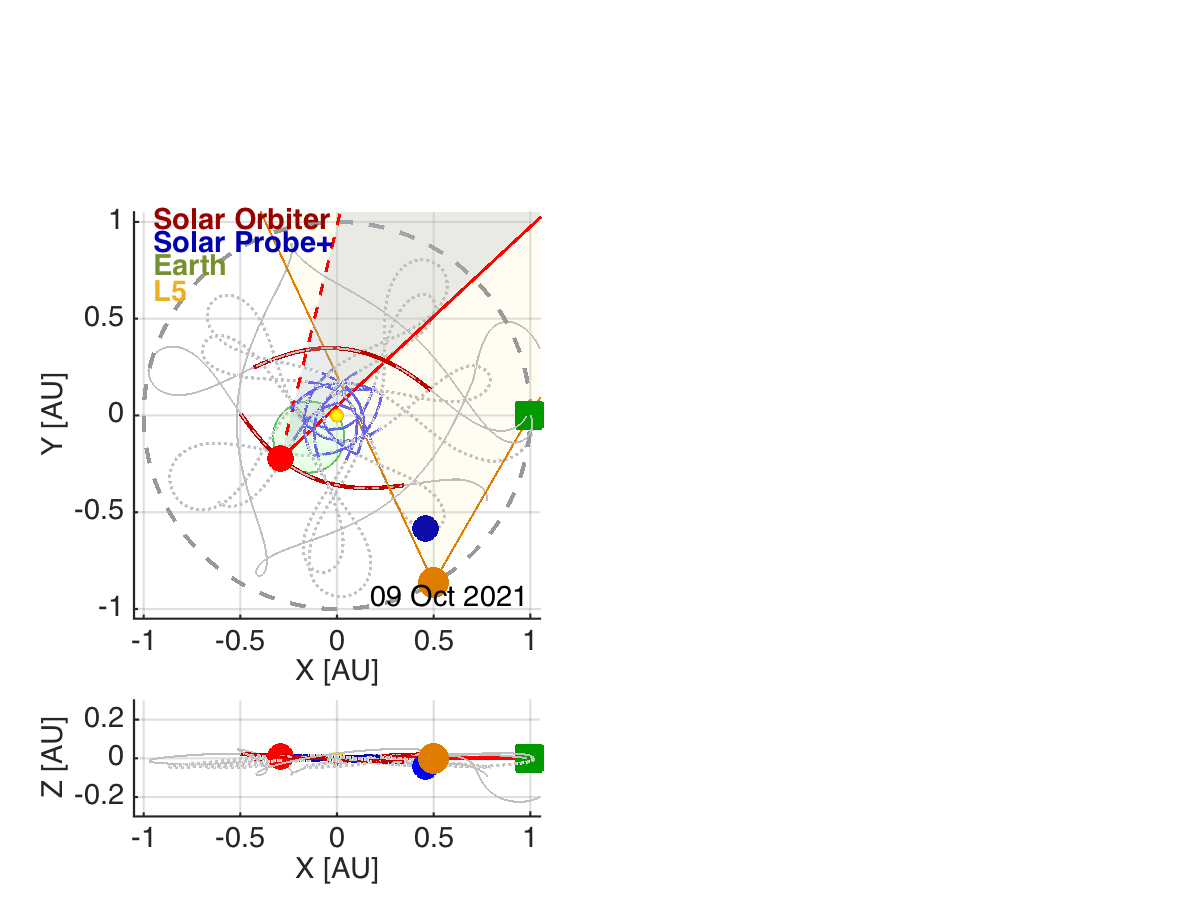 1
Solar Orbiter
Solar Probe+
Earth
L5
0.5
0
-0.5
-1
Y [AU]
09 Oct 2021
-1 -0.5 0 0.5 1
X [AU]
0.2
0
-0.2
Z [AU]
-1 -0.5 0 0.5 1
X [AU]